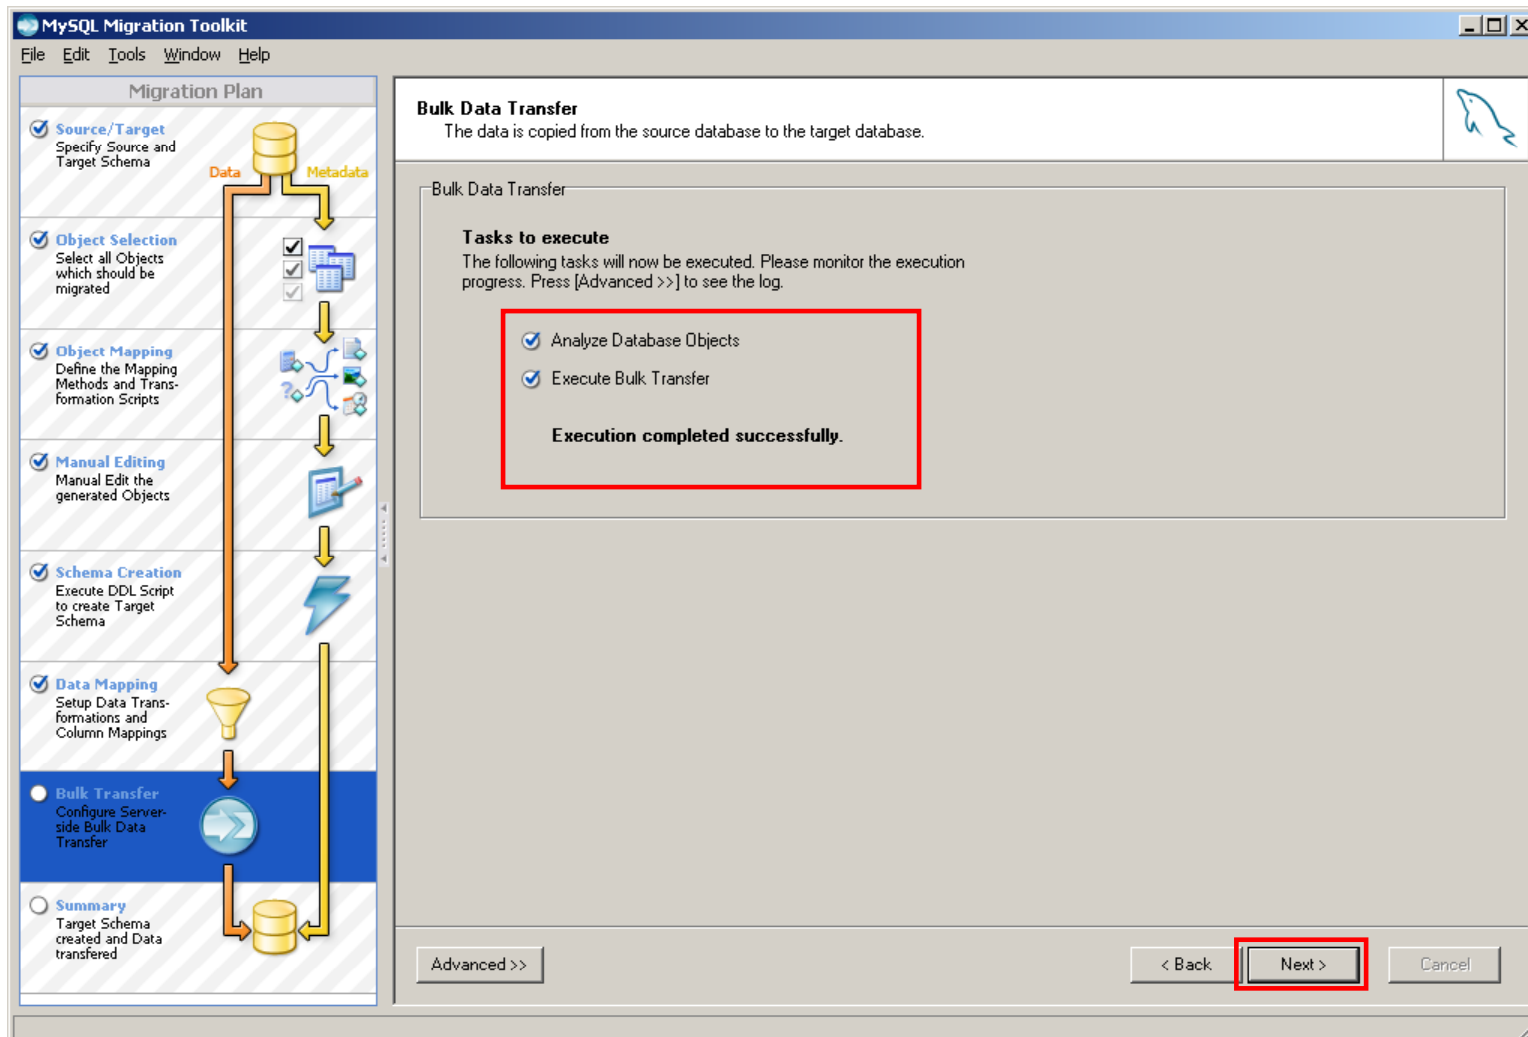 MySQL Migration Toolkit
File Edit Tools Window Help
Migration Plan
Source/Target
Specify Source and
Target Schema
Data
Metadata
Object Selection
Select all Objects
which should be
migrated
Object Mapping
Define the Mapping
Methods and Trans-
formation Scripts
Manual Editing
Manual Edit the
generated Objects
Schema Creation
Execute DDL Script
to create Target
Schema
Data Mapping
Setup Data Trans-
formations and
Column Mappings
Bulk Transfer
Configure Server-
side Bulk Data
Transfer
Summary
Target Schema
created and Data
transfered
Bulk Data Transfer
The data is copied from the source database to the target database.
Bulk Data Transfer
Tasks to execute
The following tasks will now be executed. Please monitor the execution
progress. Press [Advanced >>] to see the log.
Analyze Database Objects
Execute Bulk Transfer
Execution completed successfully.
Advanced >>
< Back
Next >
Cancel